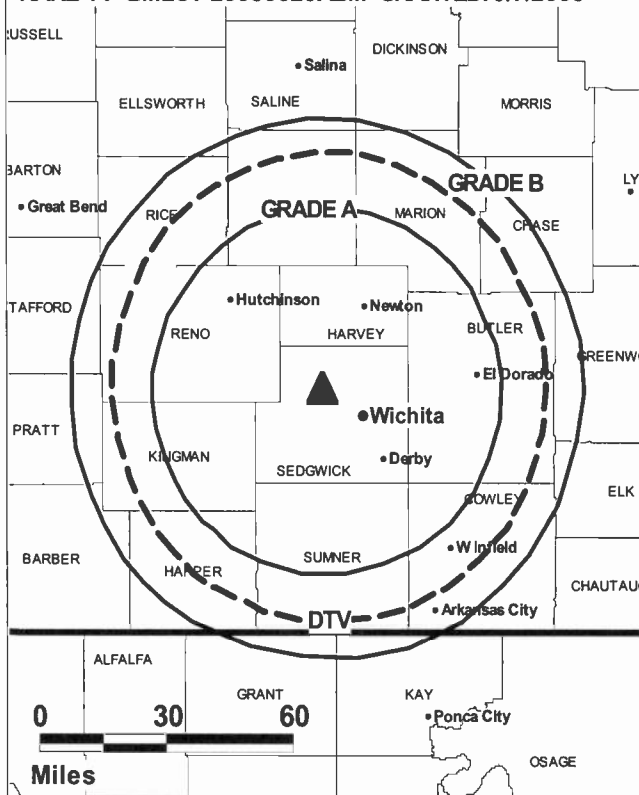 RUSSELL
DICKINSON
Salina
ELLSWORTH
SALINE
MORRIS
BARTON
GRADE B
LY
Great Bend
RICE
GRADE A
MARION
CHASE
TAFFORD
Hutchinson
Newton
RENO
HARVEY
BUTLER
GREENW
El Dorado
Wichita
PRATT
KINGMAN
Derby
SEDGWICK
COWLEY
ELK
Winfield
BARBER
HARPER
SUMNER
CHAUTAU
Arkansas City
DTV
ALFALFA
GRANT
KAY
0 30 60
Ponca City
OSAGE
Miles